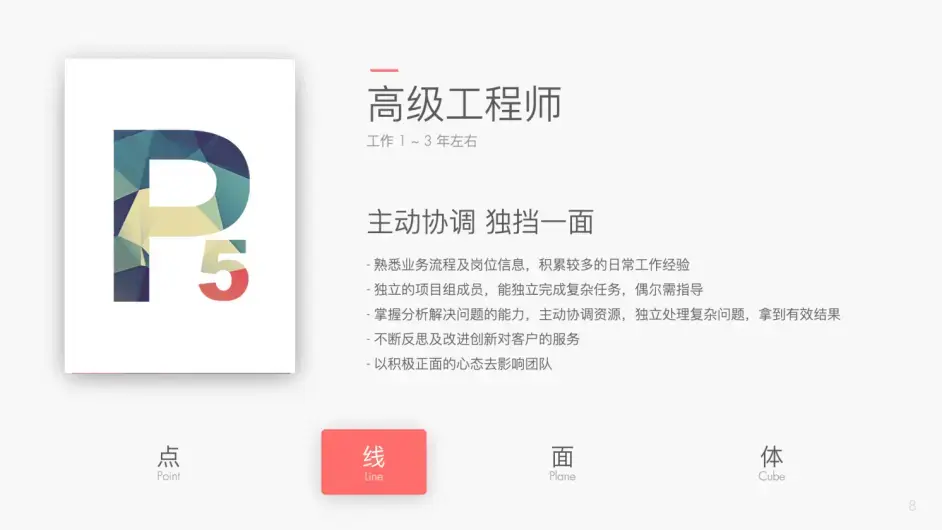 P5
高级工程师
工作 1 ~ 3 年左右
主动协调 独挡一面
- 熟悉业务流程及岗位信息，积累较多的日常工作经验
- 独立的项目组成员，能独立完成复杂任务，偶尔需指导
- 掌握分析解决问题的能力，主动协调资源，独立处理复杂问题，拿到有效结果
- 不断反思及改进创新对客户的服务
- 以积极正面的心态去影响团队
点 线 面 体
Point Line Plane Cube
8